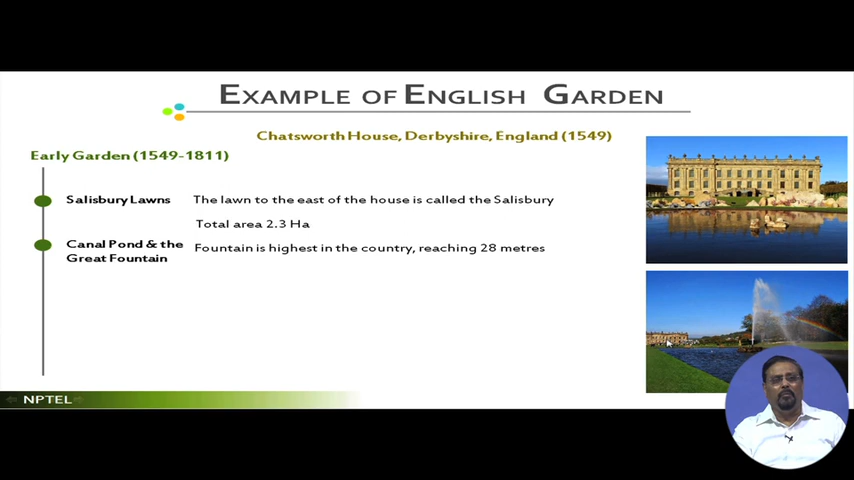 EXAMPLE OF ENGLISH GARDEN
Chatsworth House, Derbyshire, England (1549)
Early Garden (1549-1811)
Salisbury Lawns The lawn to the east of the house is called the Salisbury
Total area 2.3 Ha
Canal Pond & the Great Fountain Fountain is highest in the country, reaching 28 metres
NPTEL